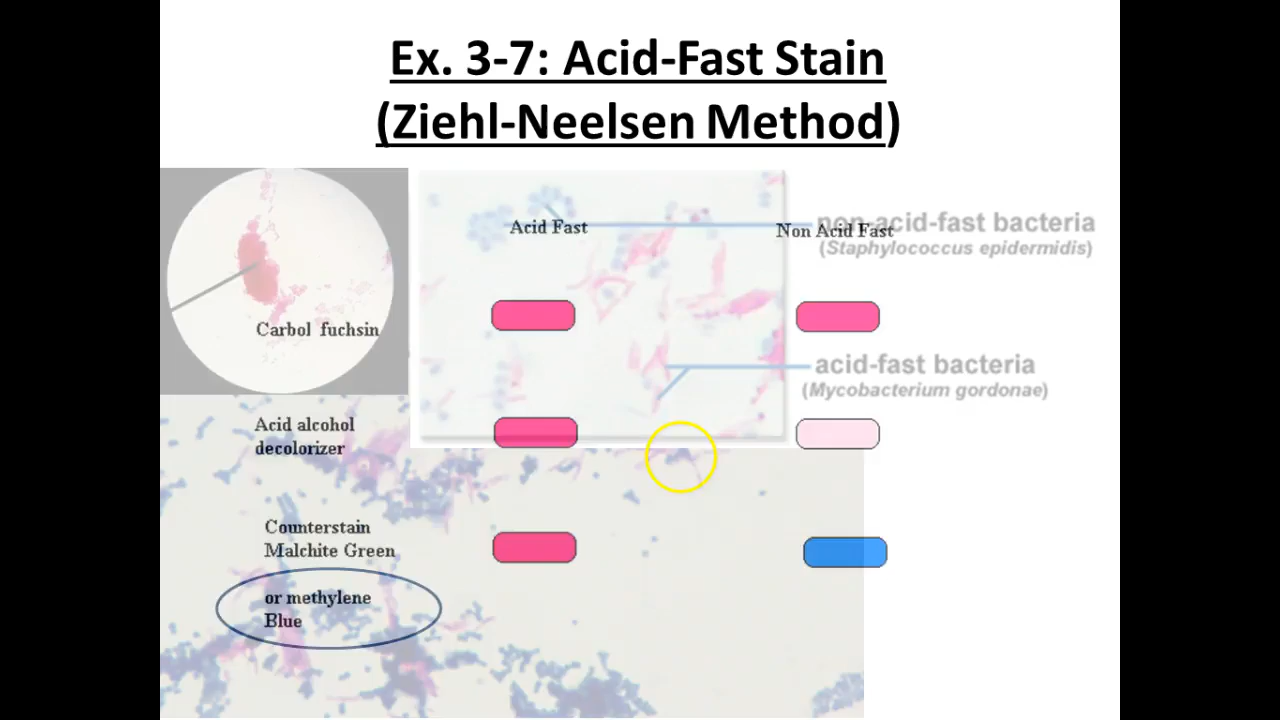 Ex. 3-7: Acid-Fast Stain
(Ziehl-Neelsen Method)
Acid Fast
Non Acid Fast
non-acid-fast bacteria
(Staphylococcus epidermidis)
Carbol fuchsin
acid-fast bacteria
(Mycobacterium gordonae)
Acid alcohol
decolorizer
Counterstain
Malchite Green
or methylene
Blue